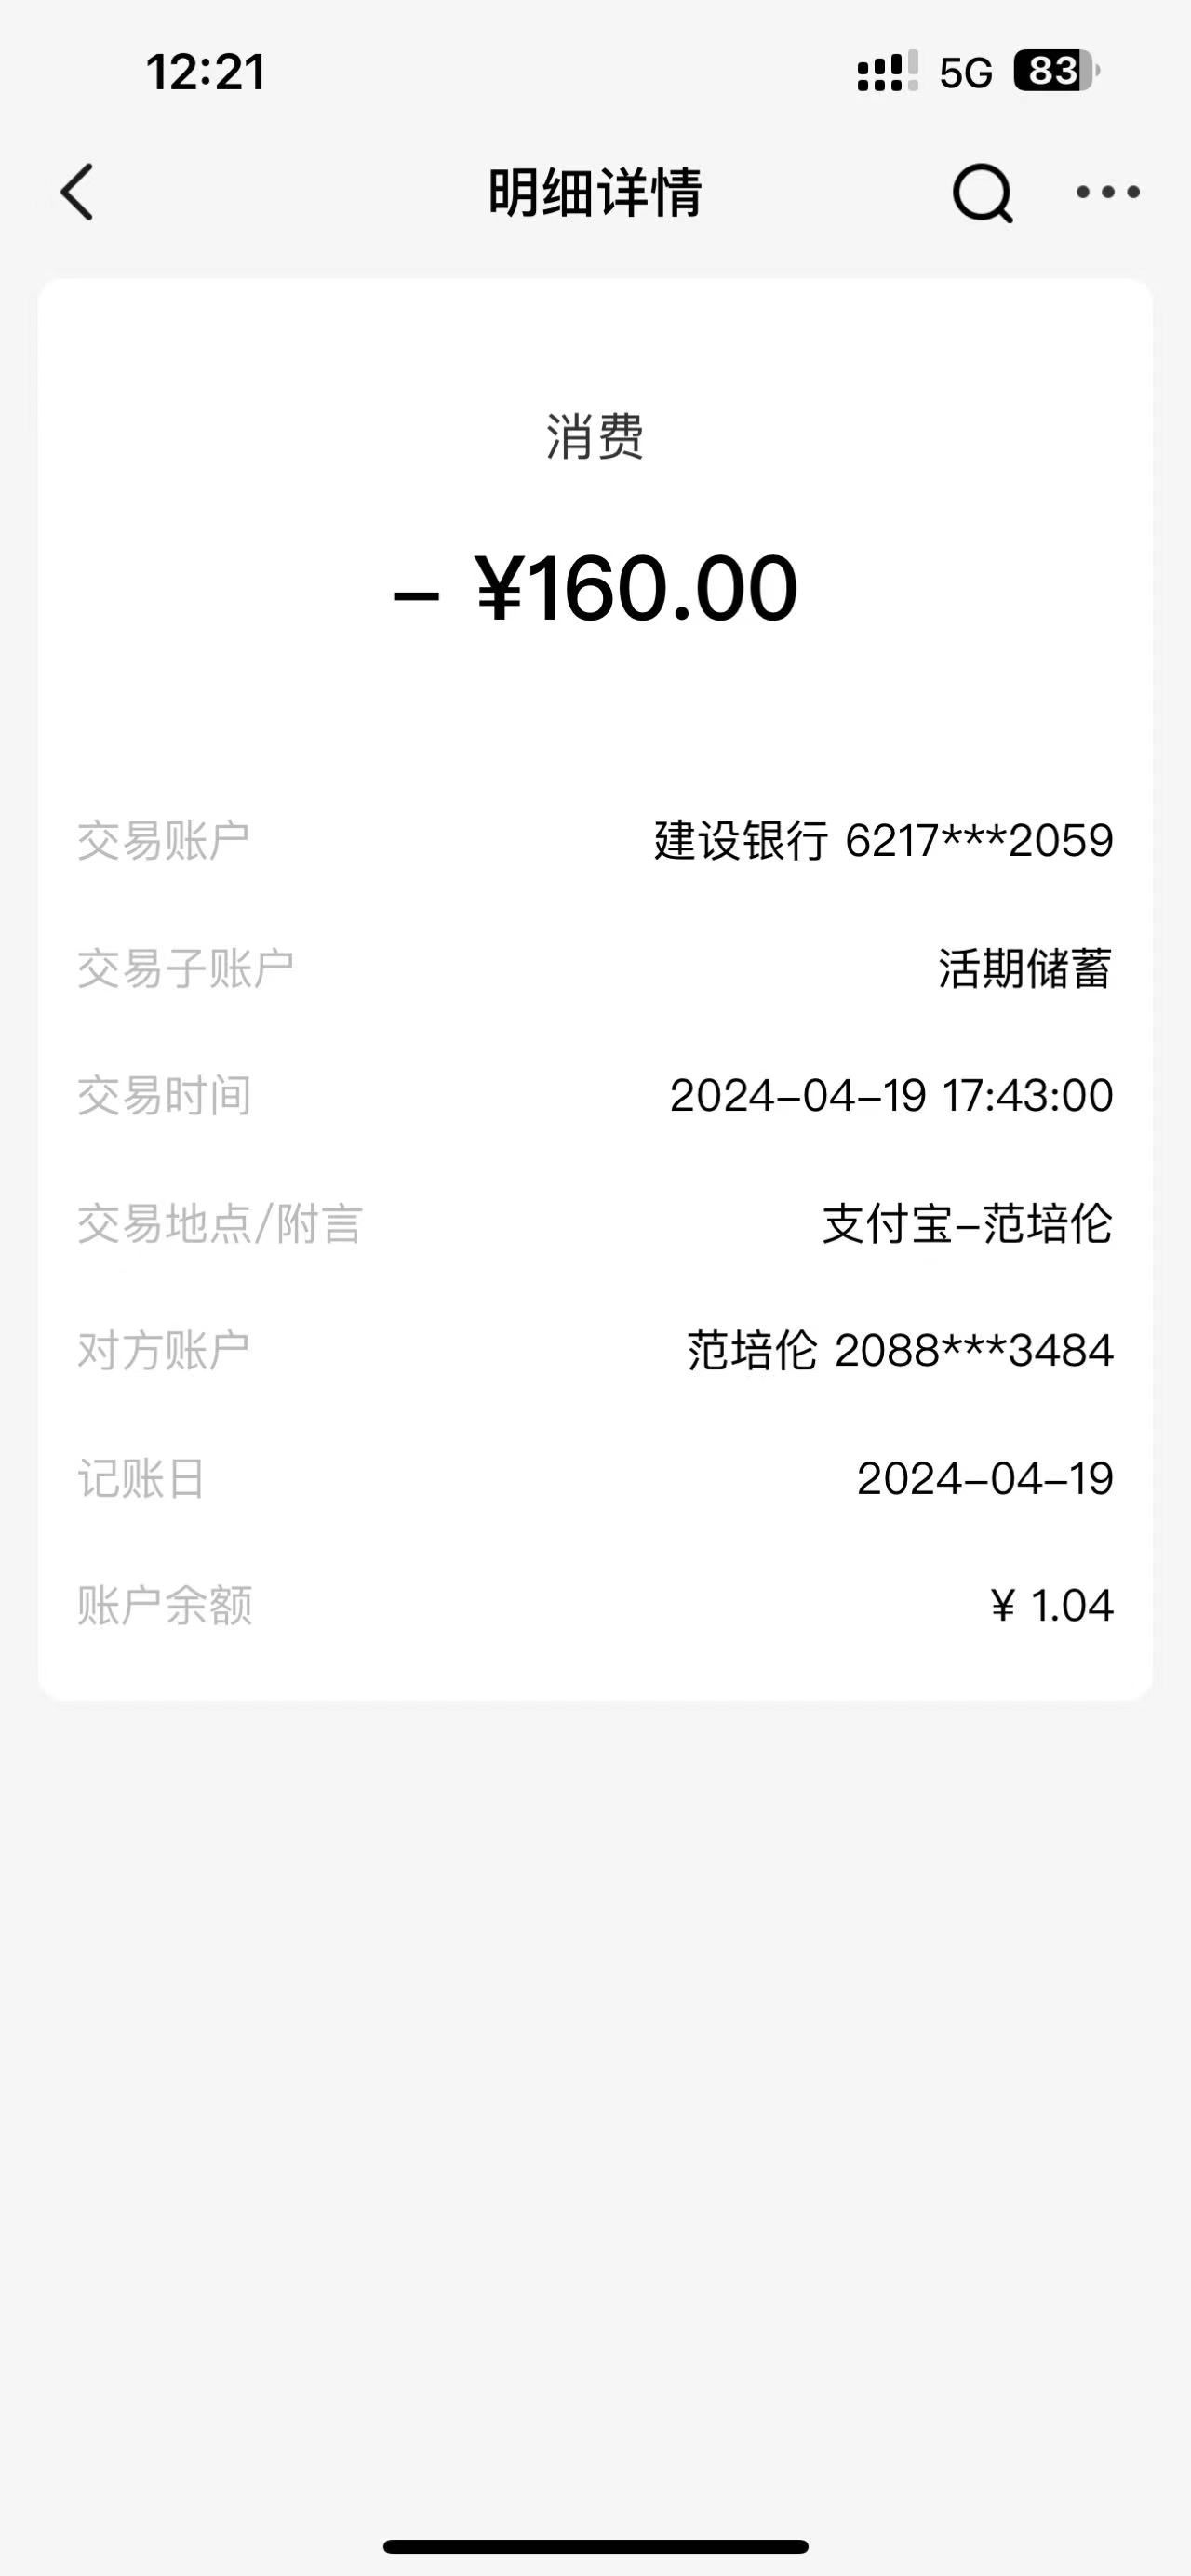 12:21 5G 83
明细详情
消费
– ¥160.00
交易账户 建设银行 6217***2059
交易子账户 活期储蓄
交易时间 2024–04–19 17:43:00
交易地点/附言 支付宝–范培伦
对方账户 范培伦 2088***3484
记账日 2024–04–19
账户余额 ¥ 1.04